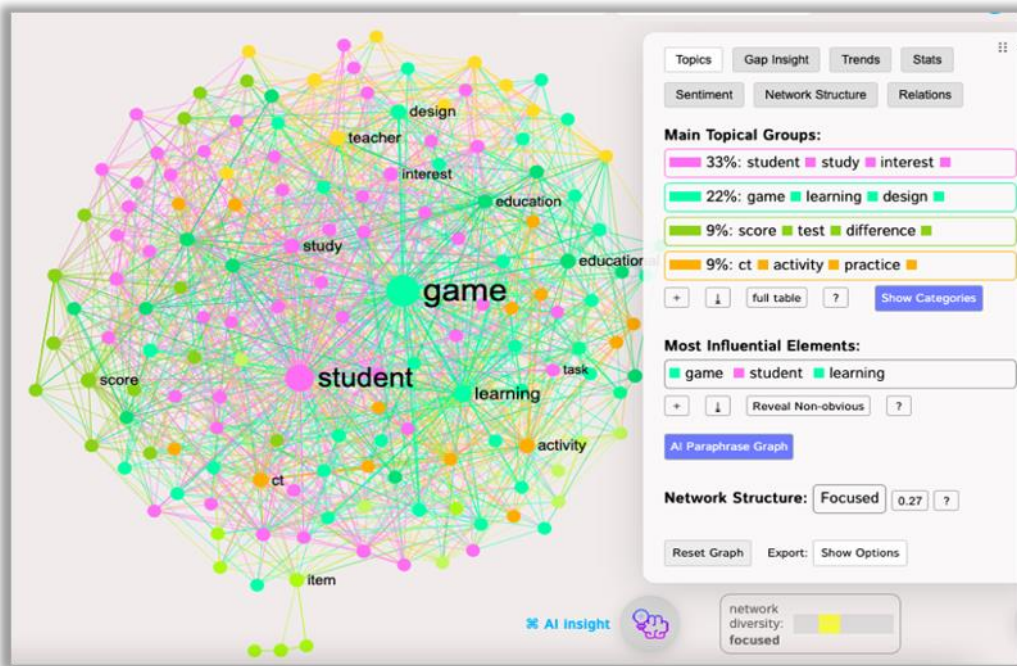 design
teacher
interest
education
study
educational
game
student
score
task
learning
activity
ct
item
Topics
Gap Insight
Trends
Stats
Sentiment
Network Structure
Relations
Main Topical Groups:
33%: student study interest
22%: game learning design
9%: score test difference
9%: ct activity practice
+ ⤓ full table ? Show Categories
Most Influential Elements:
game student learning
+ ⤓ Reveal Non-obvious ?
AI Paraphrase Graph
Network Structure: Focused 0.27 ?
Reset Graph Export: Show Options
⌘ AI insight
network
diversity:
focused